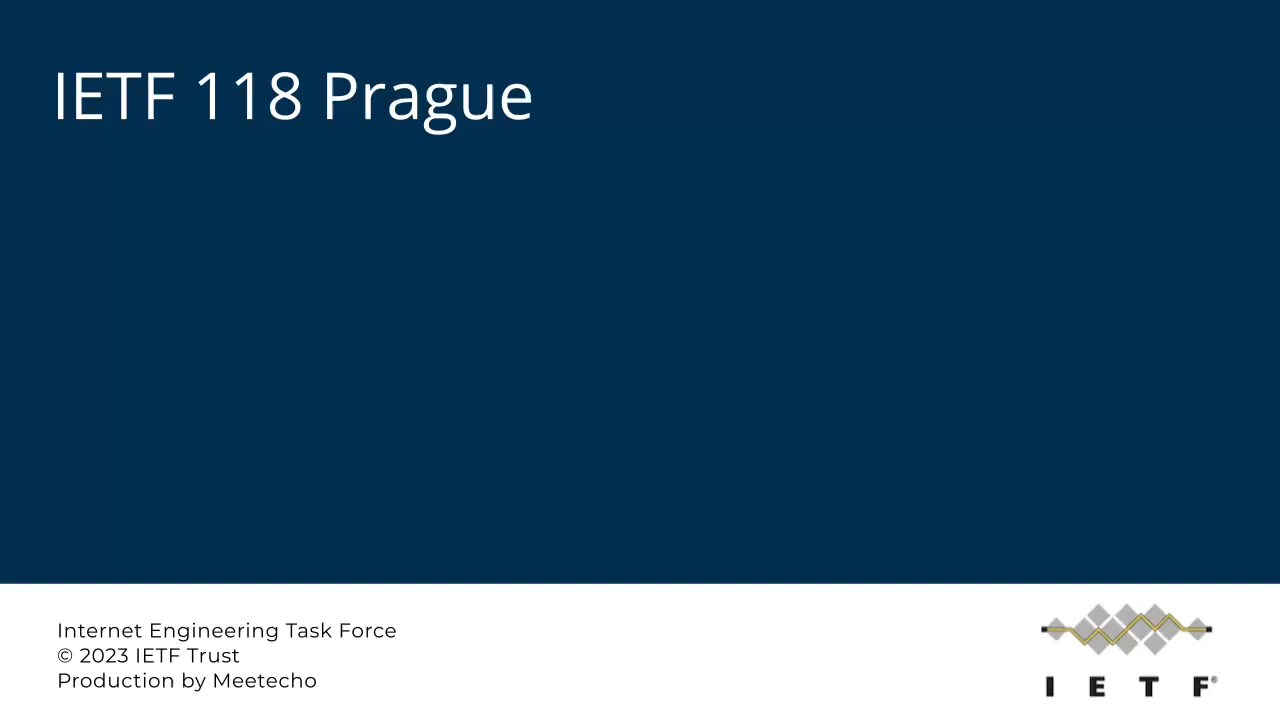 IETF 118 Prague
Internet Engineering Task Force
© 2023 IETF Trust
Production by Meetecho
I E T F®